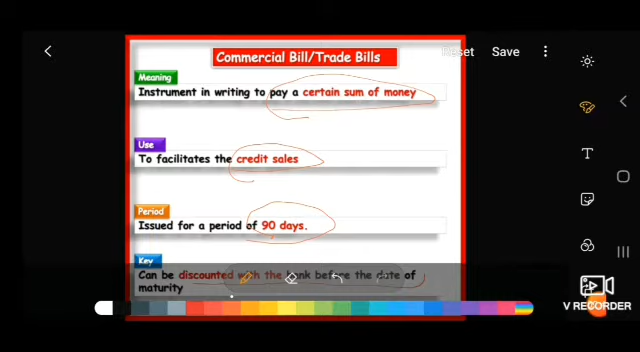 Commercial Bill/Trade Bills
Reset
Save
Meaning
Instrument in writing to pay a certain sum of money
Use
To facilitates the credit sales
Period
Issued for a period of 90 days.
Key
Can be discounted with the bank before the date of
maturity
T
V RECORDER